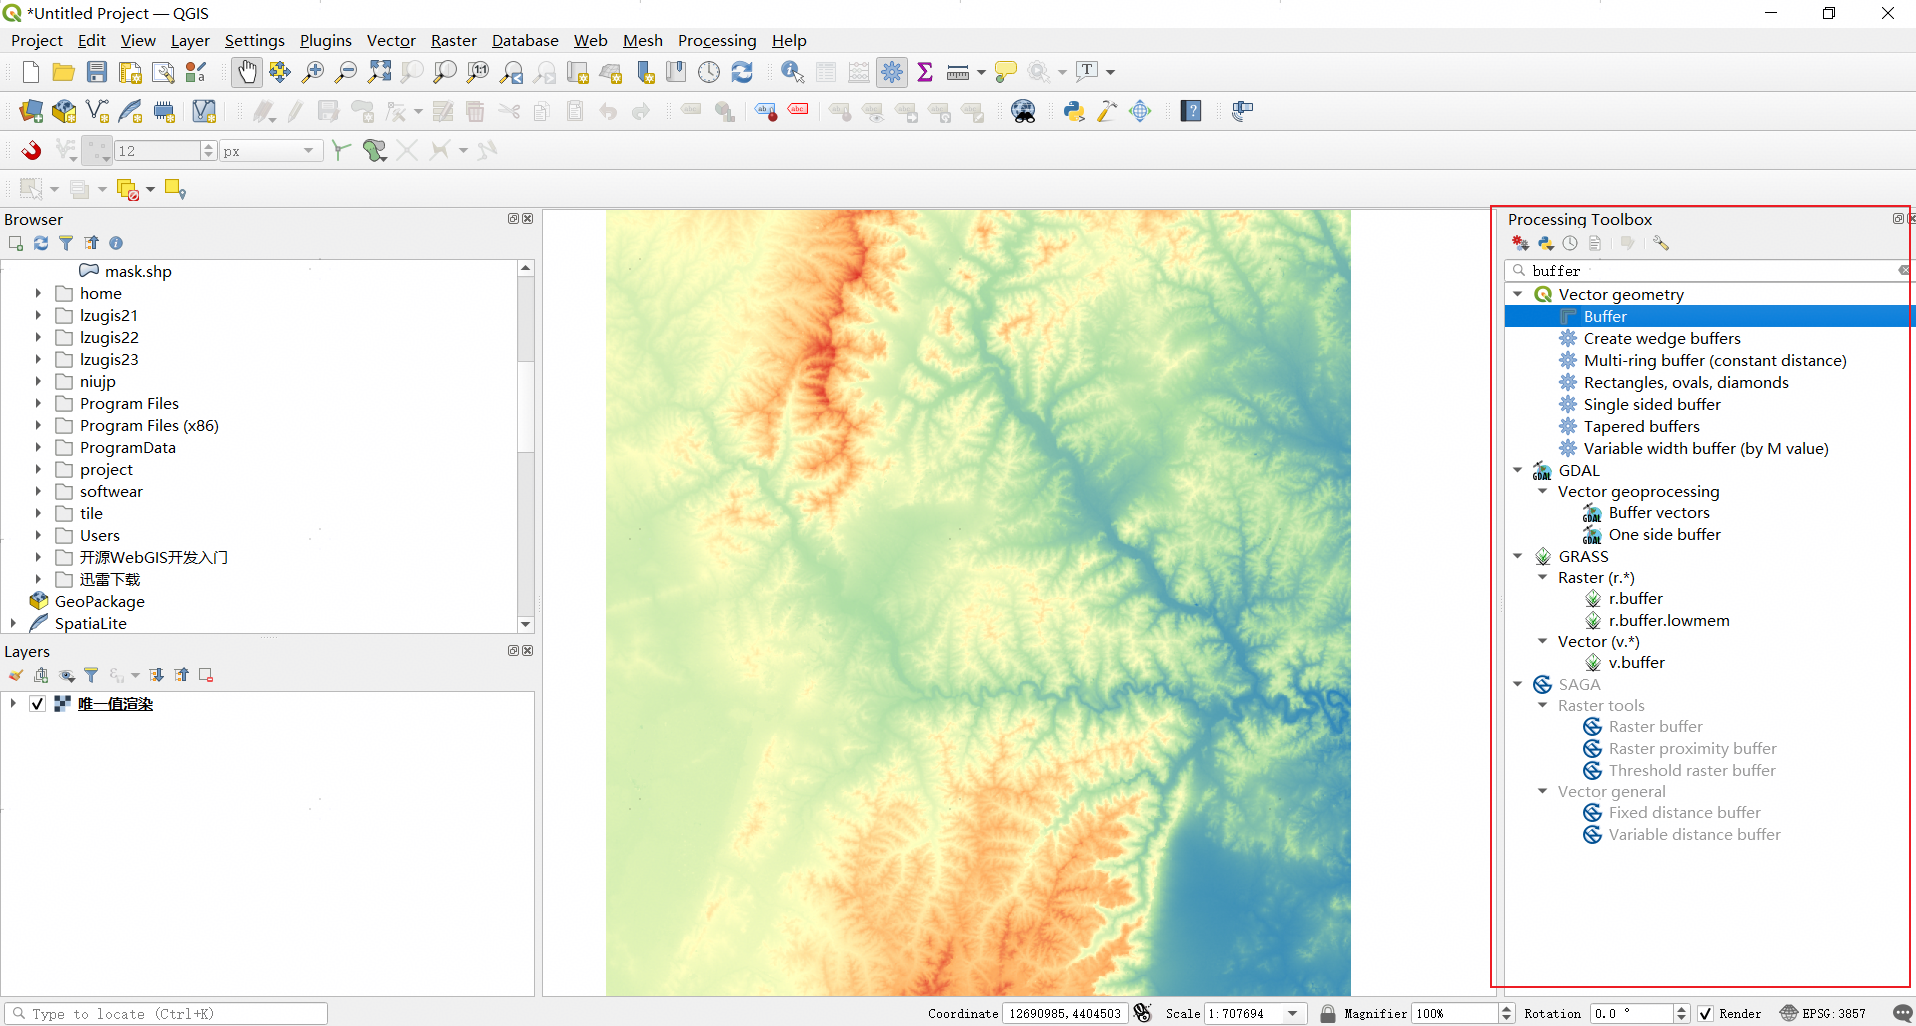 *Untitled Project — QGIS
Project Edit View Layer Settings Plugins Vector Raster Database Web Mesh Processing Help
12 px
Browser
mask.shp
home
lzugis21
lzugis22
lzugis23
niujp
Program Files
Program Files (x86)
ProgramData
project
softwear
tile
Users
开源WebGIS开发入门
迅雷下载
GeoPackage
SpatiaLite
Layers
唯一值渲染
Processing Toolbox
buffer
Vector geometry
Buffer
Create wedge buffers
Multi-ring buffer (constant distance)
Rectangles, ovals, diamonds
Single sided buffer
Tapered buffers
Variable width buffer (by M value)
GDAL
Vector geoprocessing
Buffer vectors
One side buffer
GRASS
Raster (r.*)
r.buffer
r.buffer.lowmem
Vector (v.*)
v.buffer
SAGA
Raster tools
Raster buffer
Raster proximity buffer
Threshold raster buffer
Vector general
Fixed distance buffer
Variable distance buffer
Type to locate (Ctrl+K) Coordinate 12690985,4404503 Scale 1:707694 Magnifier 100% Rotation 0.0 ° Render EPSG:3857